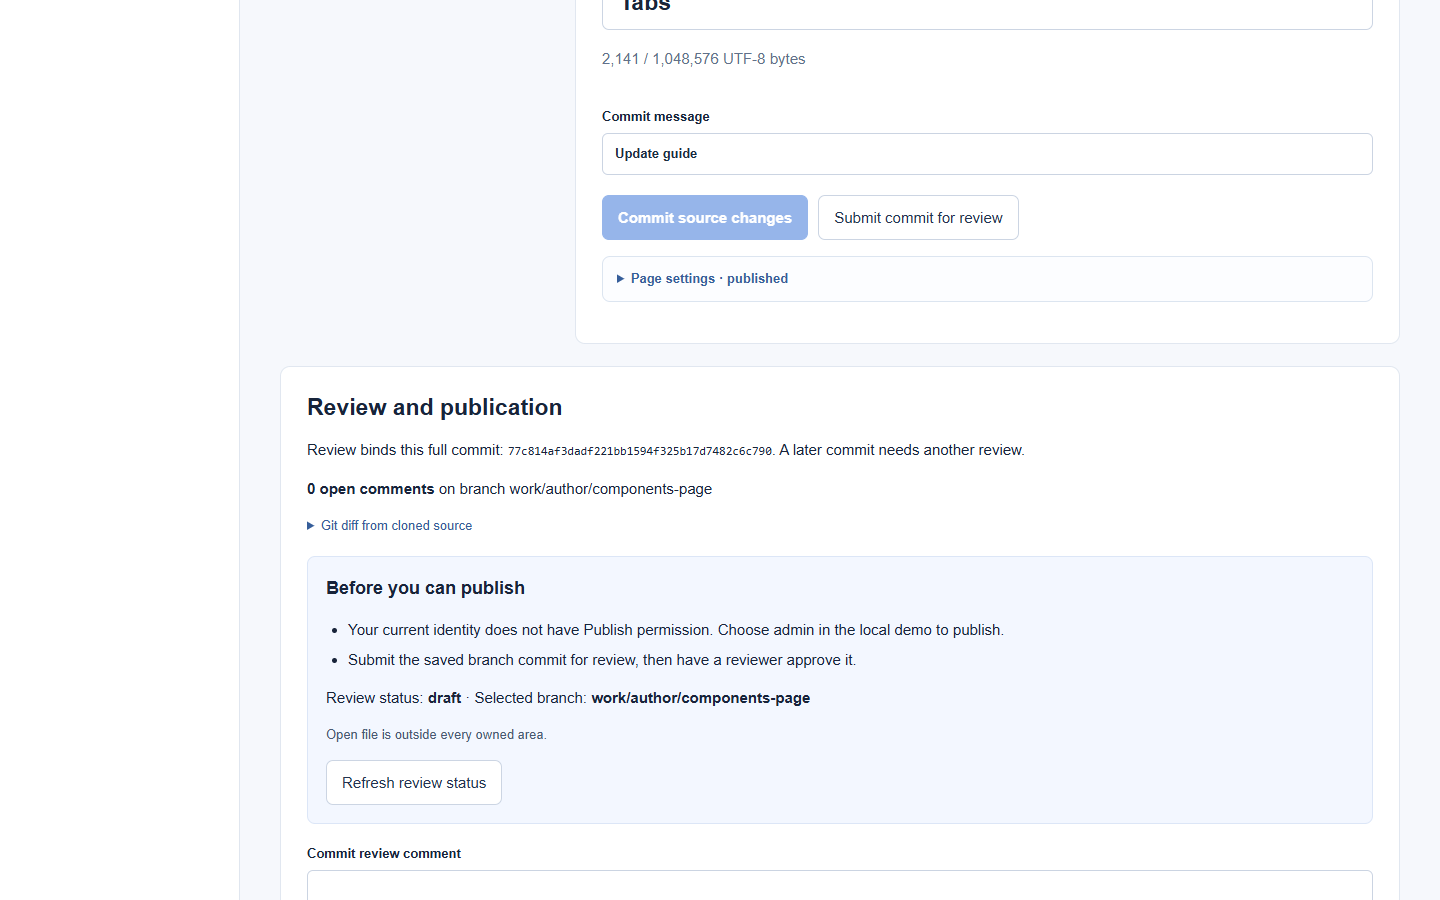 Tabs
2,141 / 1,048,576 UTF-8 bytes
Commit message
Update guide
Commit source changes
Submit commit for review
Page settings · published
Review and publication
Review binds this full commit: 77c814af3dadf221bb1594f325b17d7482c6c790. A later commit needs another review.
0 open comments on branch work/author/components-page
Git diff from cloned source
Before you can publish
Your current identity does not have Publish permission. Choose admin in the local demo to publish.
Submit the saved branch commit for review, then have a reviewer approve it.
Review status: draft · Selected branch: work/author/components-page
Open file is outside every owned area.
Refresh review status
Commit review comment